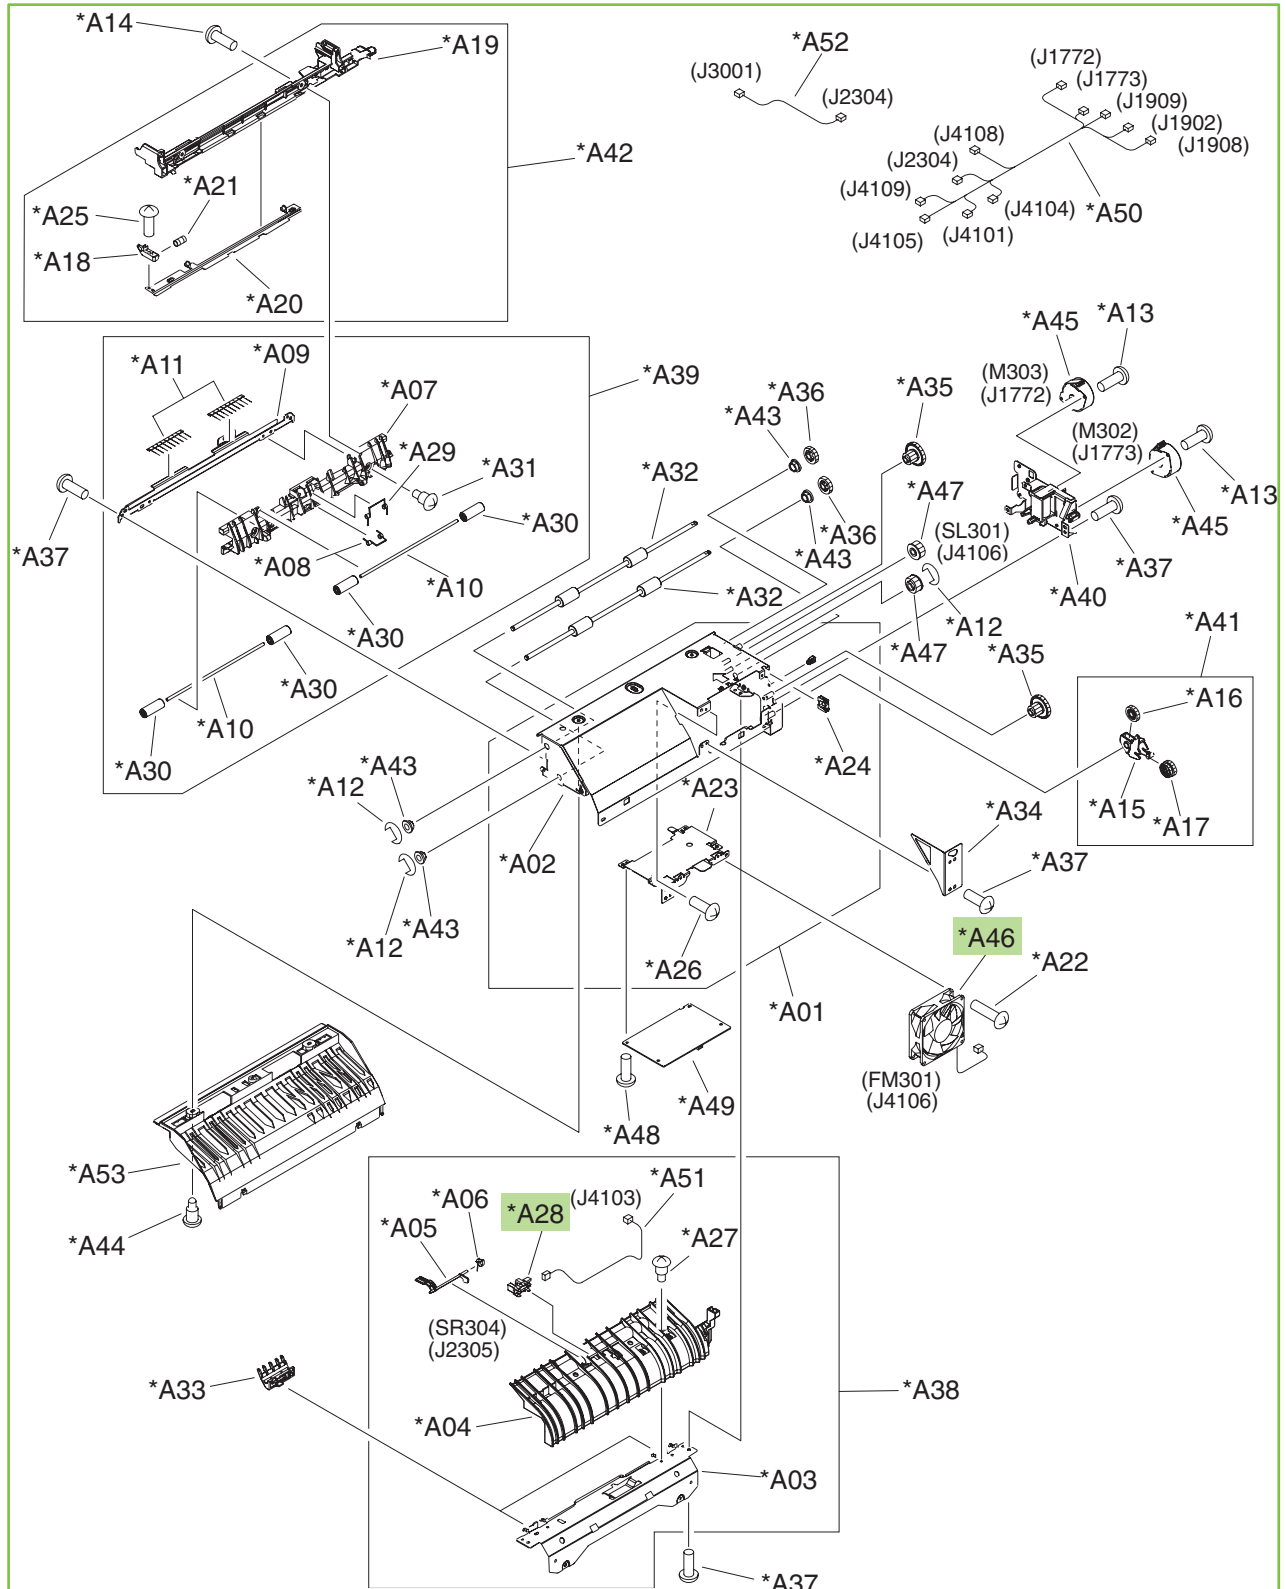 *A14
*A19
*A52
(J3001)
(J2304)
(J1772)
(J1773)
(J1909)
(J1902)
(J1908)
(J4108)
(J2304)
(J4109)
(J4104)
*A50
(J4105)
(J4101)
*A42
*A21
*A25
*A18
*A20
*A09
*A11
*A39
*A07
*A29
*A31
*A30
*A37
*A08
*A10
*A30
*A30
*A10
*A30
*A36
*A43
*A35
*A32
*A36
*A43
*A32
*A47
(SL301)
(J4106)
*A12
*A47
*A35
*A45
*A13
(M303)
(J1772)
(M302)
(J1773)
*A13
*A45
*A37
*A40
*A41
*A16
*A15
*A17
*A24
*A43
*A12
*A23
*A02
*A34
*A37
*A43
*A12
*A26
*A46
*A22
*A01
(FM301)
(J4106)
*A49
*A48
*A53
*A44
*A51
(J4103)
*A06
*A28
*A05
*A27
(SR304)
(J2305)
*A33
*A38
*A04
*A03
*A37